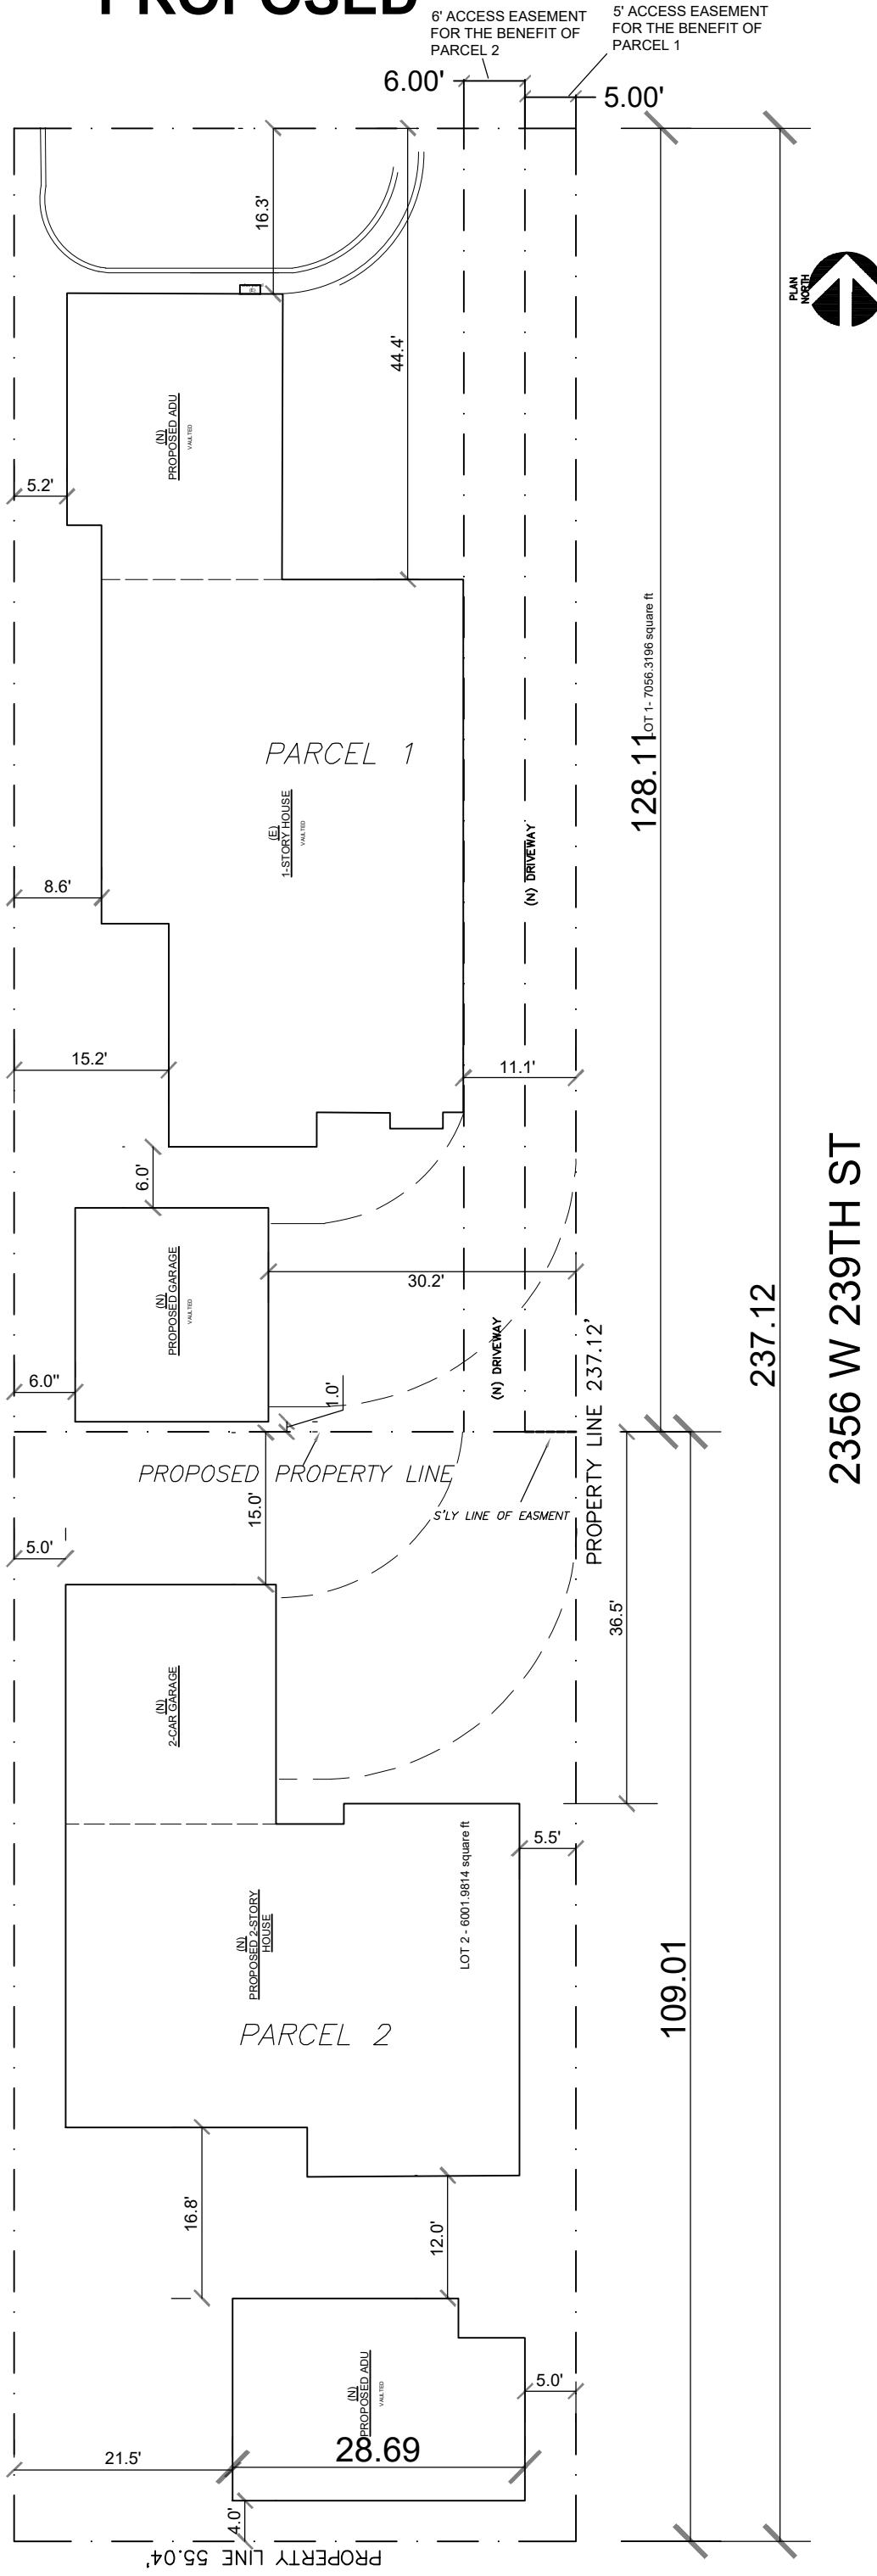 PROPOSED
6' ACCESS EASEMENT
FOR THE BENEFIT OF
PARCEL 2
5' ACCESS EASEMENT
FOR THE BENEFIT OF
PARCEL 1
6.00'
5.00'
16.3'
44.4'
PLAN
NORTH
(N)
PROPOSED ADU
VAULTED
5.2'
LOT 1- 7056.3196 square ft
128.11
PARCEL 1
(E)
1-STORY HOUSE
VAULTED
(N) DRIVEWAY
8.6'
15.2'
11.1'
6.0'
(N)
PROPOSED GARAGE
VAULTED
30.2'
6.0"
1.0'
(N) DRIVEWAY
PROPERTY LINE 237.12'
237.12
2356 W 239TH ST
PROPOSED PROPERTY LINE
15.0'
S'LY LINE OF EASMENT
5.0'
36.5'
(N)
2-CAR GARAGE
5.5'
(N)
PROPOSED 2-STORY
HOUSE
LOT 2 - 6001.9814 square ft
109.01
PARCEL 2
16.8'
12.0'
(N)
PROPOSED ADU
VAULTED
5.0'
21.5'
28.69
4.0'
PROPERTY LINE 55.04'